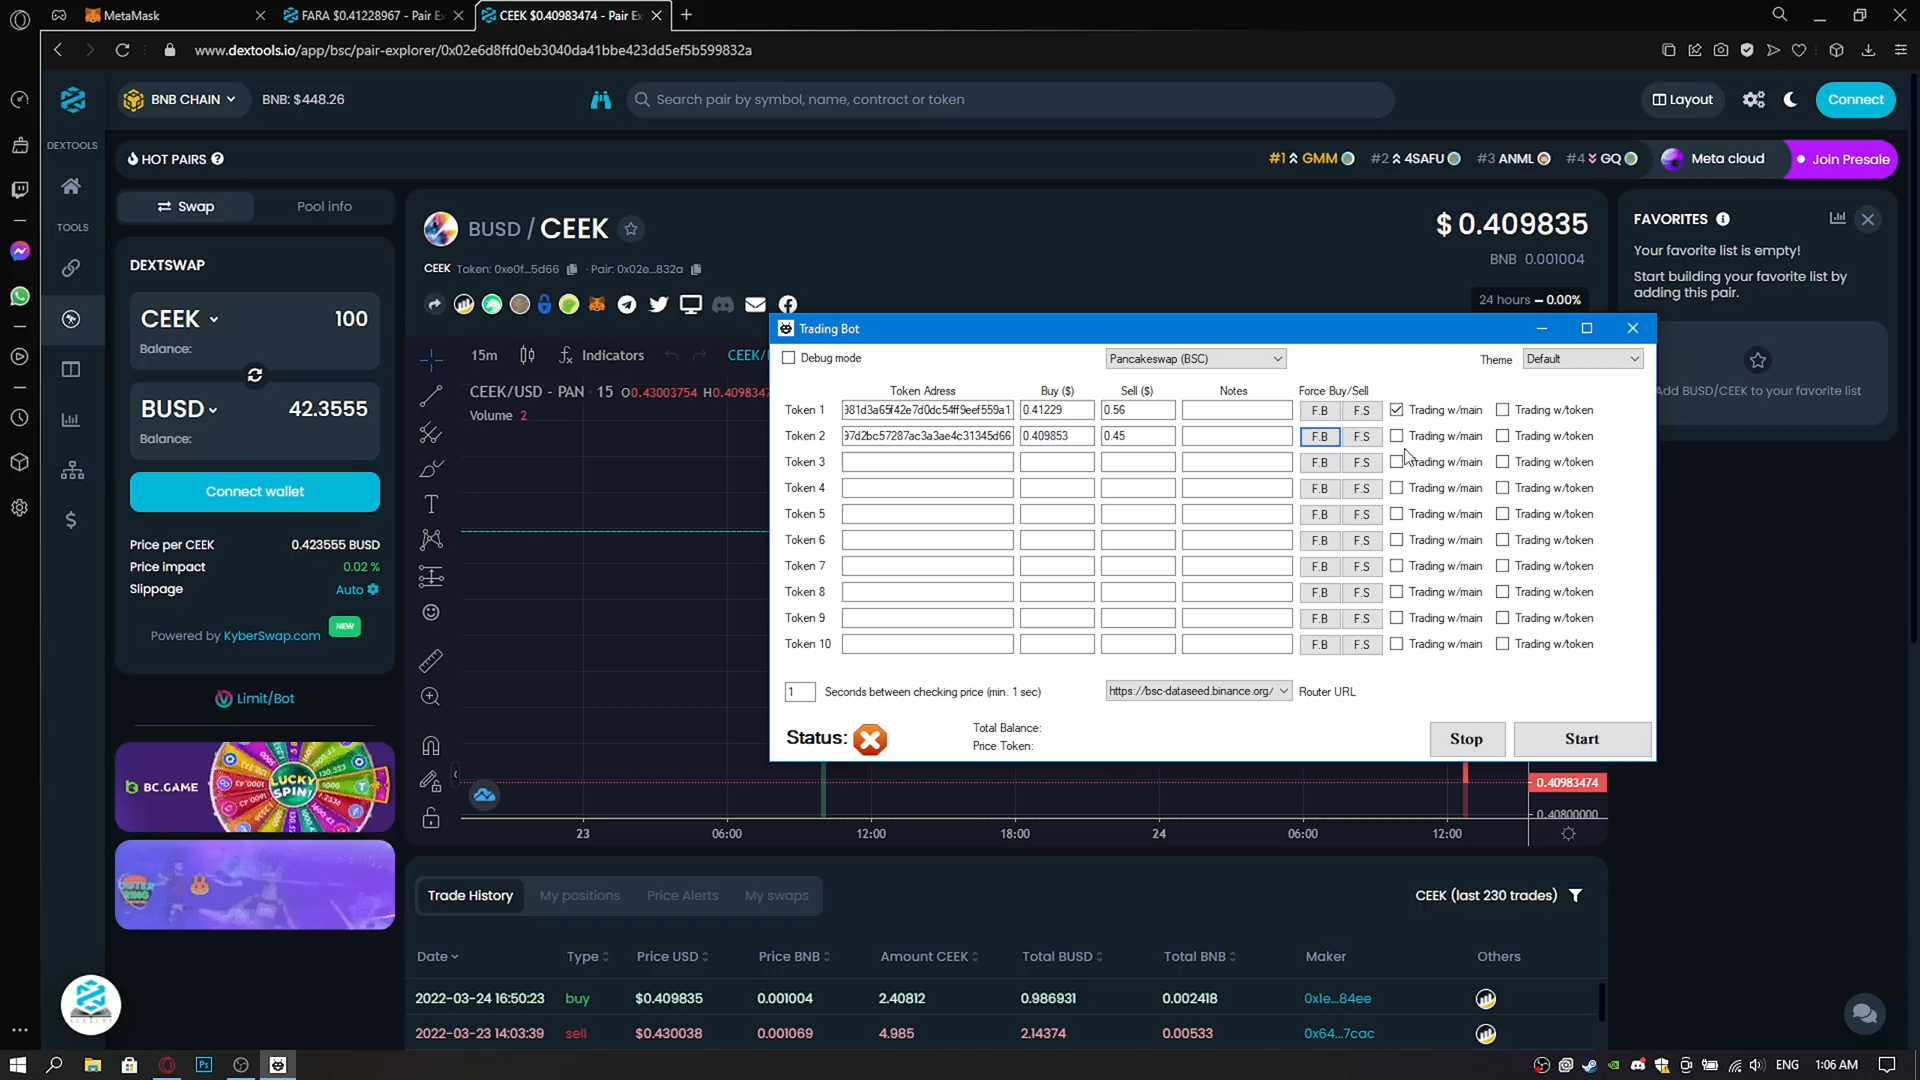 MetaMask
FARA $0.41228967 - Pair Ex
CEEK $0.40983474 - Pair Ex
www.dextools.io/app/bsc/pair-explorer/0x02e6d8ffd0eb3040da41bbe423dd5ef5b599832a
BNB CHAIN
BNB: $448.26
Search pair by symbol, name, contract or token
Layout
Connect
DEXTOOLS
HOT PAIRS
#1 GMM
#2 4SAFU
#3 ANML
#4 GQ
Meta cloud
Join Presale
TOOLS
Swap
Pool info
BUSD / CEEK
$ 0.409835
BNB 0.001004
CEEK Token: 0xe0f...5d66 · Pair: 0x02e...832a
24 hours – 0.00%
FAVORITES
Your favorite list is empty!
Start building your favorite list by
adding this pair.
Add BUSD/CEEK to your favorite list
DEXTSWAP
CEEK
100
Balance:
BUSD
42.3555
Balance:
Connect wallet
Price per CEEK
0.423555 BUSD
Price impact
0.02 %
Slippage
Auto
Powered by KyberSwap.com
NEW
Limit/Bot
BC.GAME
LUCKY
SPIN!
15m
Indicators
CEEK/
CEEK/USD - PAN · 15 O0.43003754 H0.4098347
Volume 2
Trading Bot
Debug mode
Pancakeswap (BSC)
Theme
Default
Token Adress
Buy ($)
Sell ($)
Notes
Force Buy/Sell
Token 1
981d3a65f42e7d0dc54ff9eef559a1
0.41229
0.56
F.B
F.S
Trading w/main
Trading w/token
Token 2
97d2bc57287ac3a3ae4c31345d66
0.409853
0.45
F.B
F.S
Trading w/main
Trading w/token
Token 3
F.B
F.S
Trading w/main
Trading w/token
Token 4
F.B
F.S
Trading w/main
Trading w/token
Token 5
F.B
F.S
Trading w/main
Trading w/token
Token 6
F.B
F.S
Trading w/main
Trading w/token
Token 7
F.B
F.S
Trading w/main
Trading w/token
Token 8
F.B
F.S
Trading w/main
Trading w/token
Token 9
F.B
F.S
Trading w/main
Trading w/token
Token 10
F.B
F.S
Trading w/main
Trading w/token
1
Seconds between checking price (min. 1 sec)
https://bsc-dataseed.binance.org/
Router URL
Status:
Total Balance:
Price Token:
Stop
Start
0.40983474
0.40800000
23
06:00
12:00
18:00
24
06:00
12:00
Trade History
My positions
Price Alerts
My swaps
CEEK (last 230 trades)
Date
Type
Price USD
Price BNB
Amount CEEK
Total BUSD
Total BNB
Maker
Others
2022-03-24 16:50:23
buy
$0.409835
0.001004
2.40812
0.986931
0.002418
0x1e...84ee
2022-03-23 14:03:39
sell
$0.430038
0.001069
4.985
2.14374
0.00533
0x64...7cac
ENG
1:06 AM